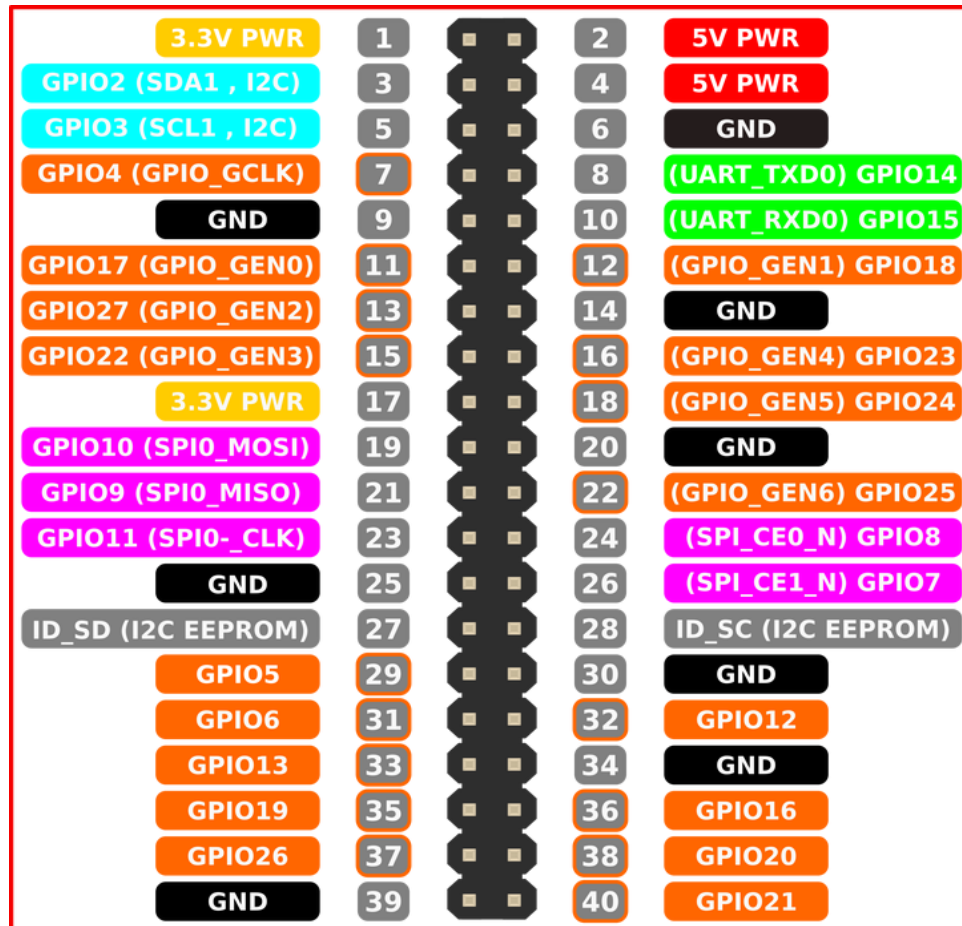 3.3V PWR 1 2 5V PWR
GPIO2 (SDA1 , I2C) 3 4 5V PWR
GPIO3 (SCL1 , I2C) 5 6 GND
GPIO4 (GPIO_GCLK) 7 8 (UART_TXD0) GPIO14
GND 9 10 (UART_RXD0) GPIO15
GPIO17 (GPIO_GEN0) 11 12 (GPIO_GEN1) GPIO18
GPIO27 (GPIO_GEN2) 13 14 GND
GPIO22 (GPIO_GEN3) 15 16 (GPIO_GEN4) GPIO23
3.3V PWR 17 18 (GPIO_GEN5) GPIO24
GPIO10 (SPI0_MOSI) 19 20 GND
GPIO9 (SPI0_MISO) 21 22 (GPIO_GEN6) GPIO25
GPIO11 (SPI0-_CLK) 23 24 (SPI_CE0_N) GPIO8
GND 25 26 (SPI_CE1_N) GPIO7
ID_SD (I2C EEPROM) 27 28 ID_SC (I2C EEPROM)
GPIO5 29 30 GND
GPIO6 31 32 GPIO12
GPIO13 33 34 GND
GPIO19 35 36 GPIO16
GPIO26 37 38 GPIO20
GND 39 40 GPIO21